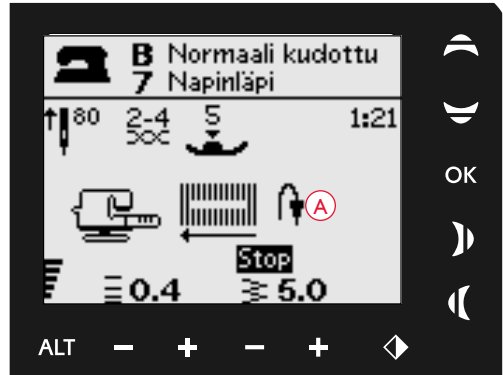 B Normaali kudottu
7 Napinläpi
80 2-4 5 1:21
A
Stop
0.4 5.0
OK
ALT - + - +